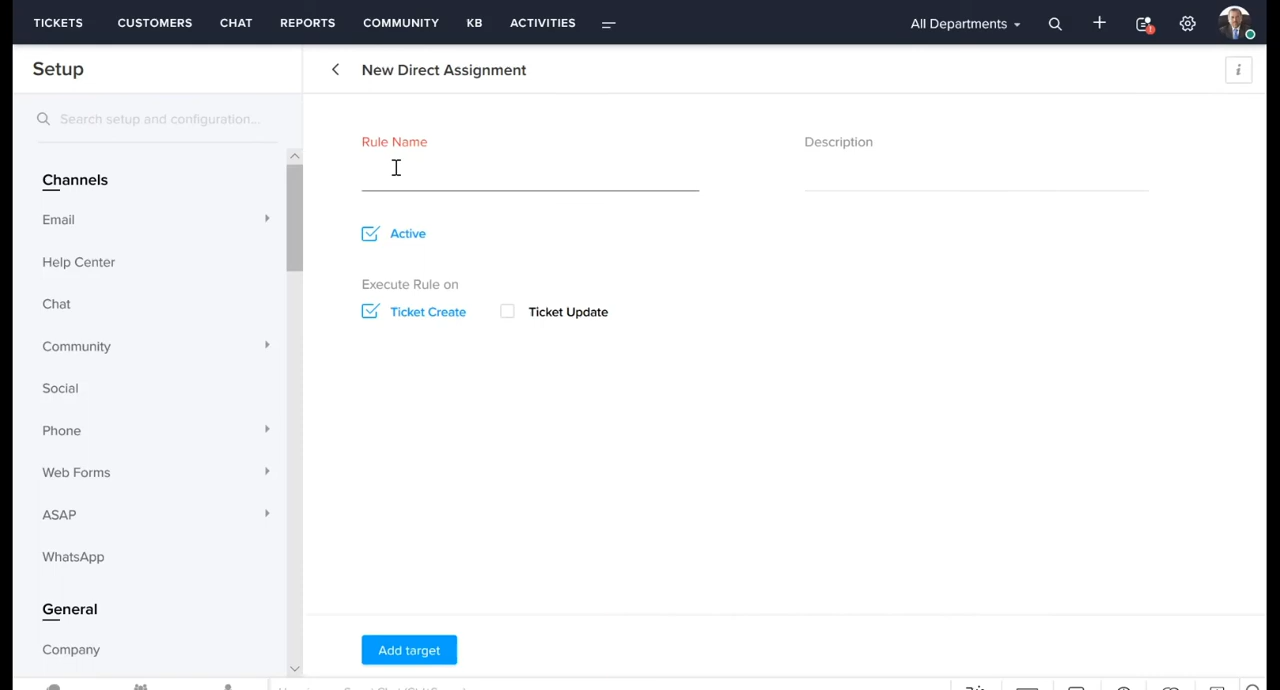 TICKETS CUSTOMERS CHAT REPORTS COMMUNITY KB ACTIVITIES All Departments
Setup
New Direct Assignment
i
Search setup and configuration...
Rule Name
Description
Channels
Email
Active
Help Center
Execute Rule on
Chat
Ticket Create
Ticket Update
Community
Social
Phone
Web Forms
ASAP
WhatsApp
General
Company
Add target